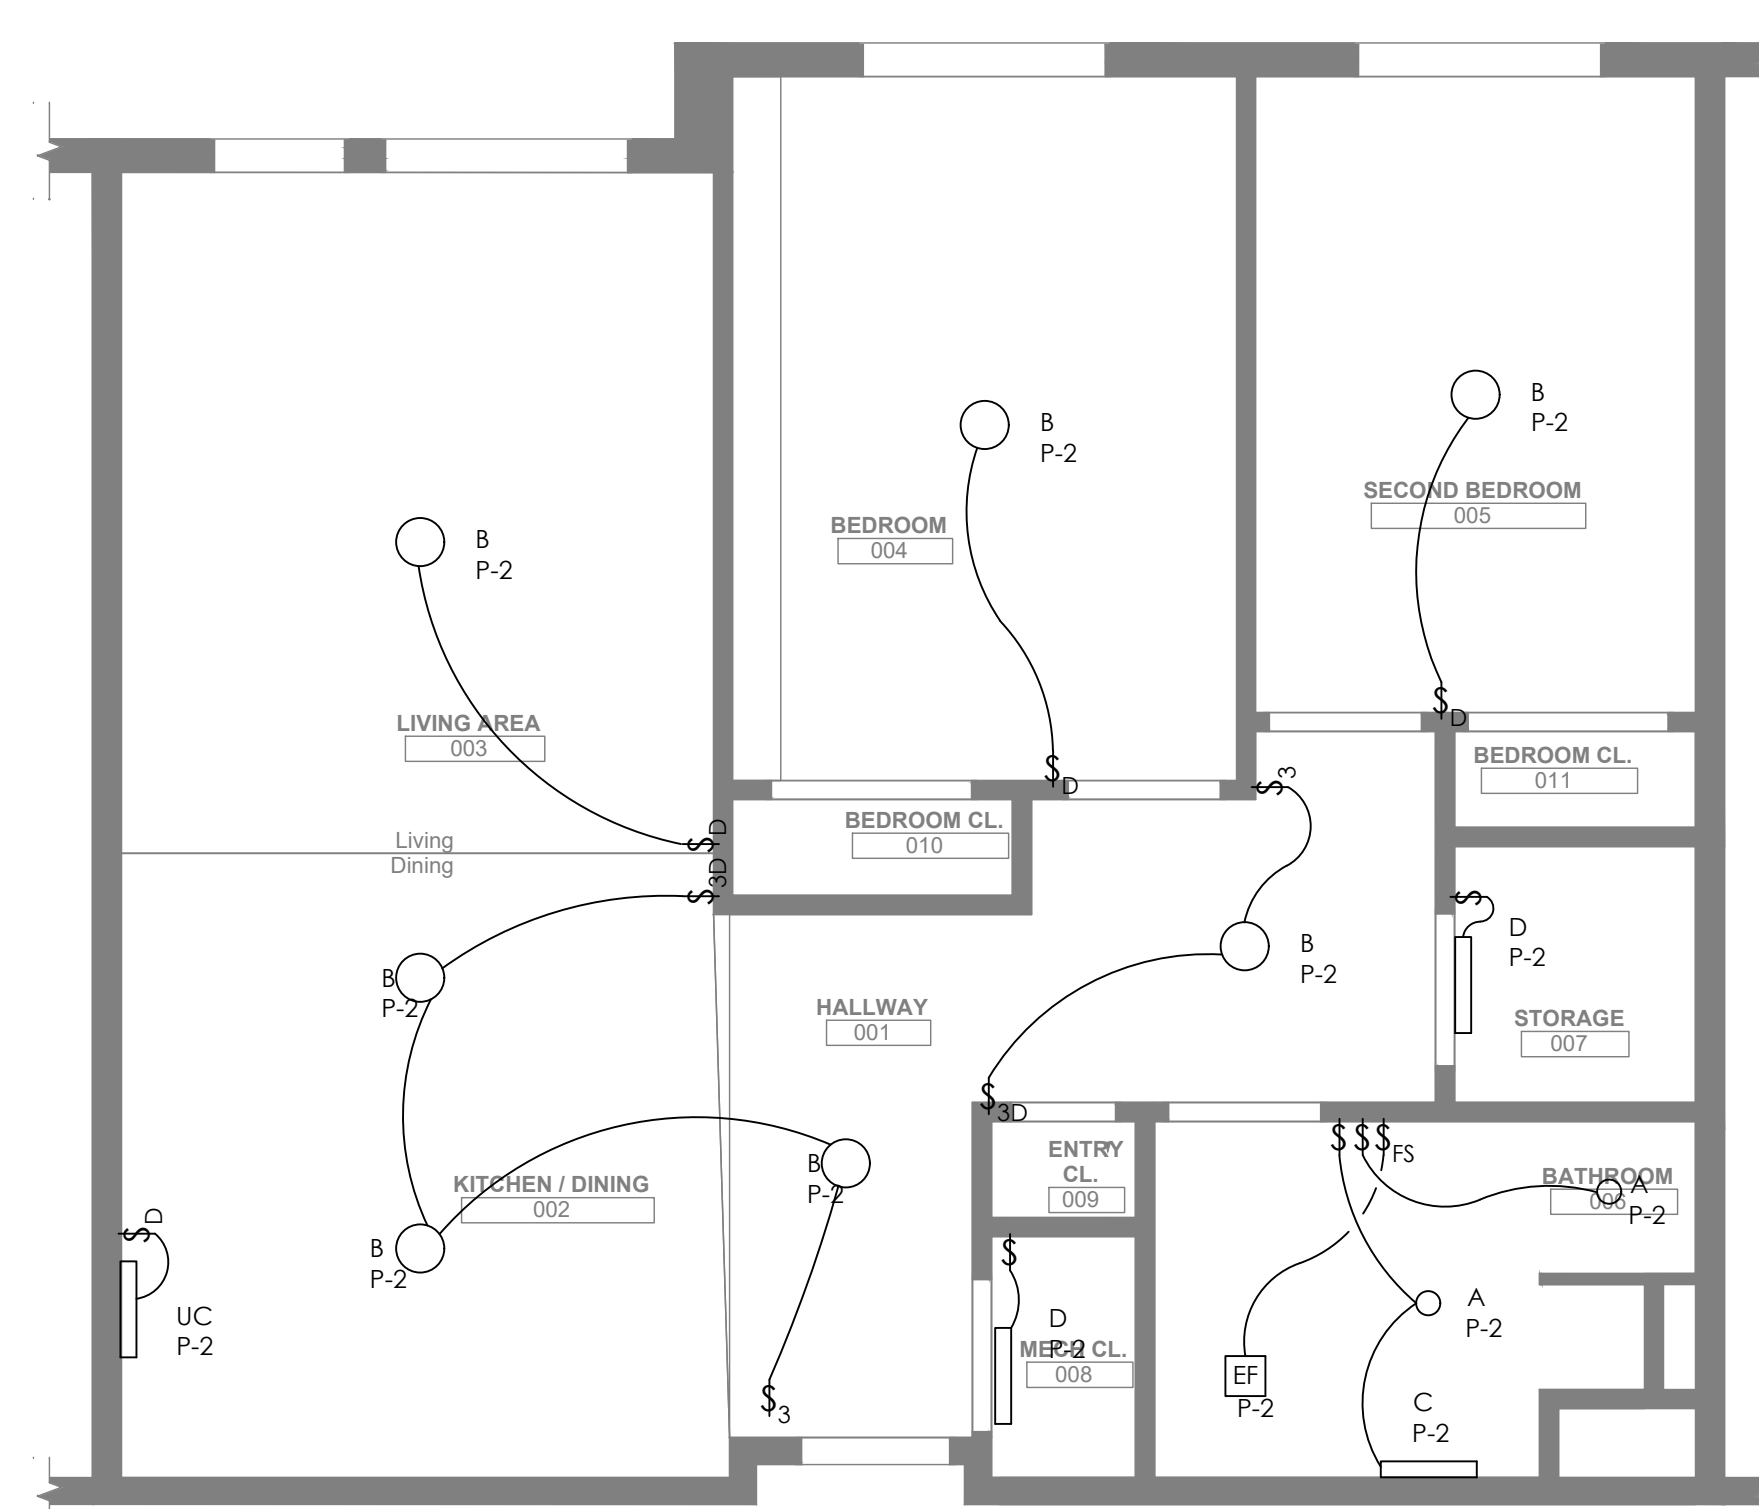 B
P-2
B
P-2
SECOND BEDROOM
005
BEDROOM
004
B
P-2
LIVING AREA
003
$D
$D
BEDROOM CL.
011
$3
BEDROOM CL.
010
$D
Living
Dining
$3D
$
D
P-2
B
P-2
B
P-2
HALLWAY
001
STORAGE
007
$3D
$ $ $FS
ENTRY
CL.
009
B
P-2
BATHROOM
006
A
P-2
KITCHEN / DINING
002
$D
B
P-2
$
UC
P-2
D
P-2
MECH CL.
008
A
P-2
EF
P-2
C
P-2
$3